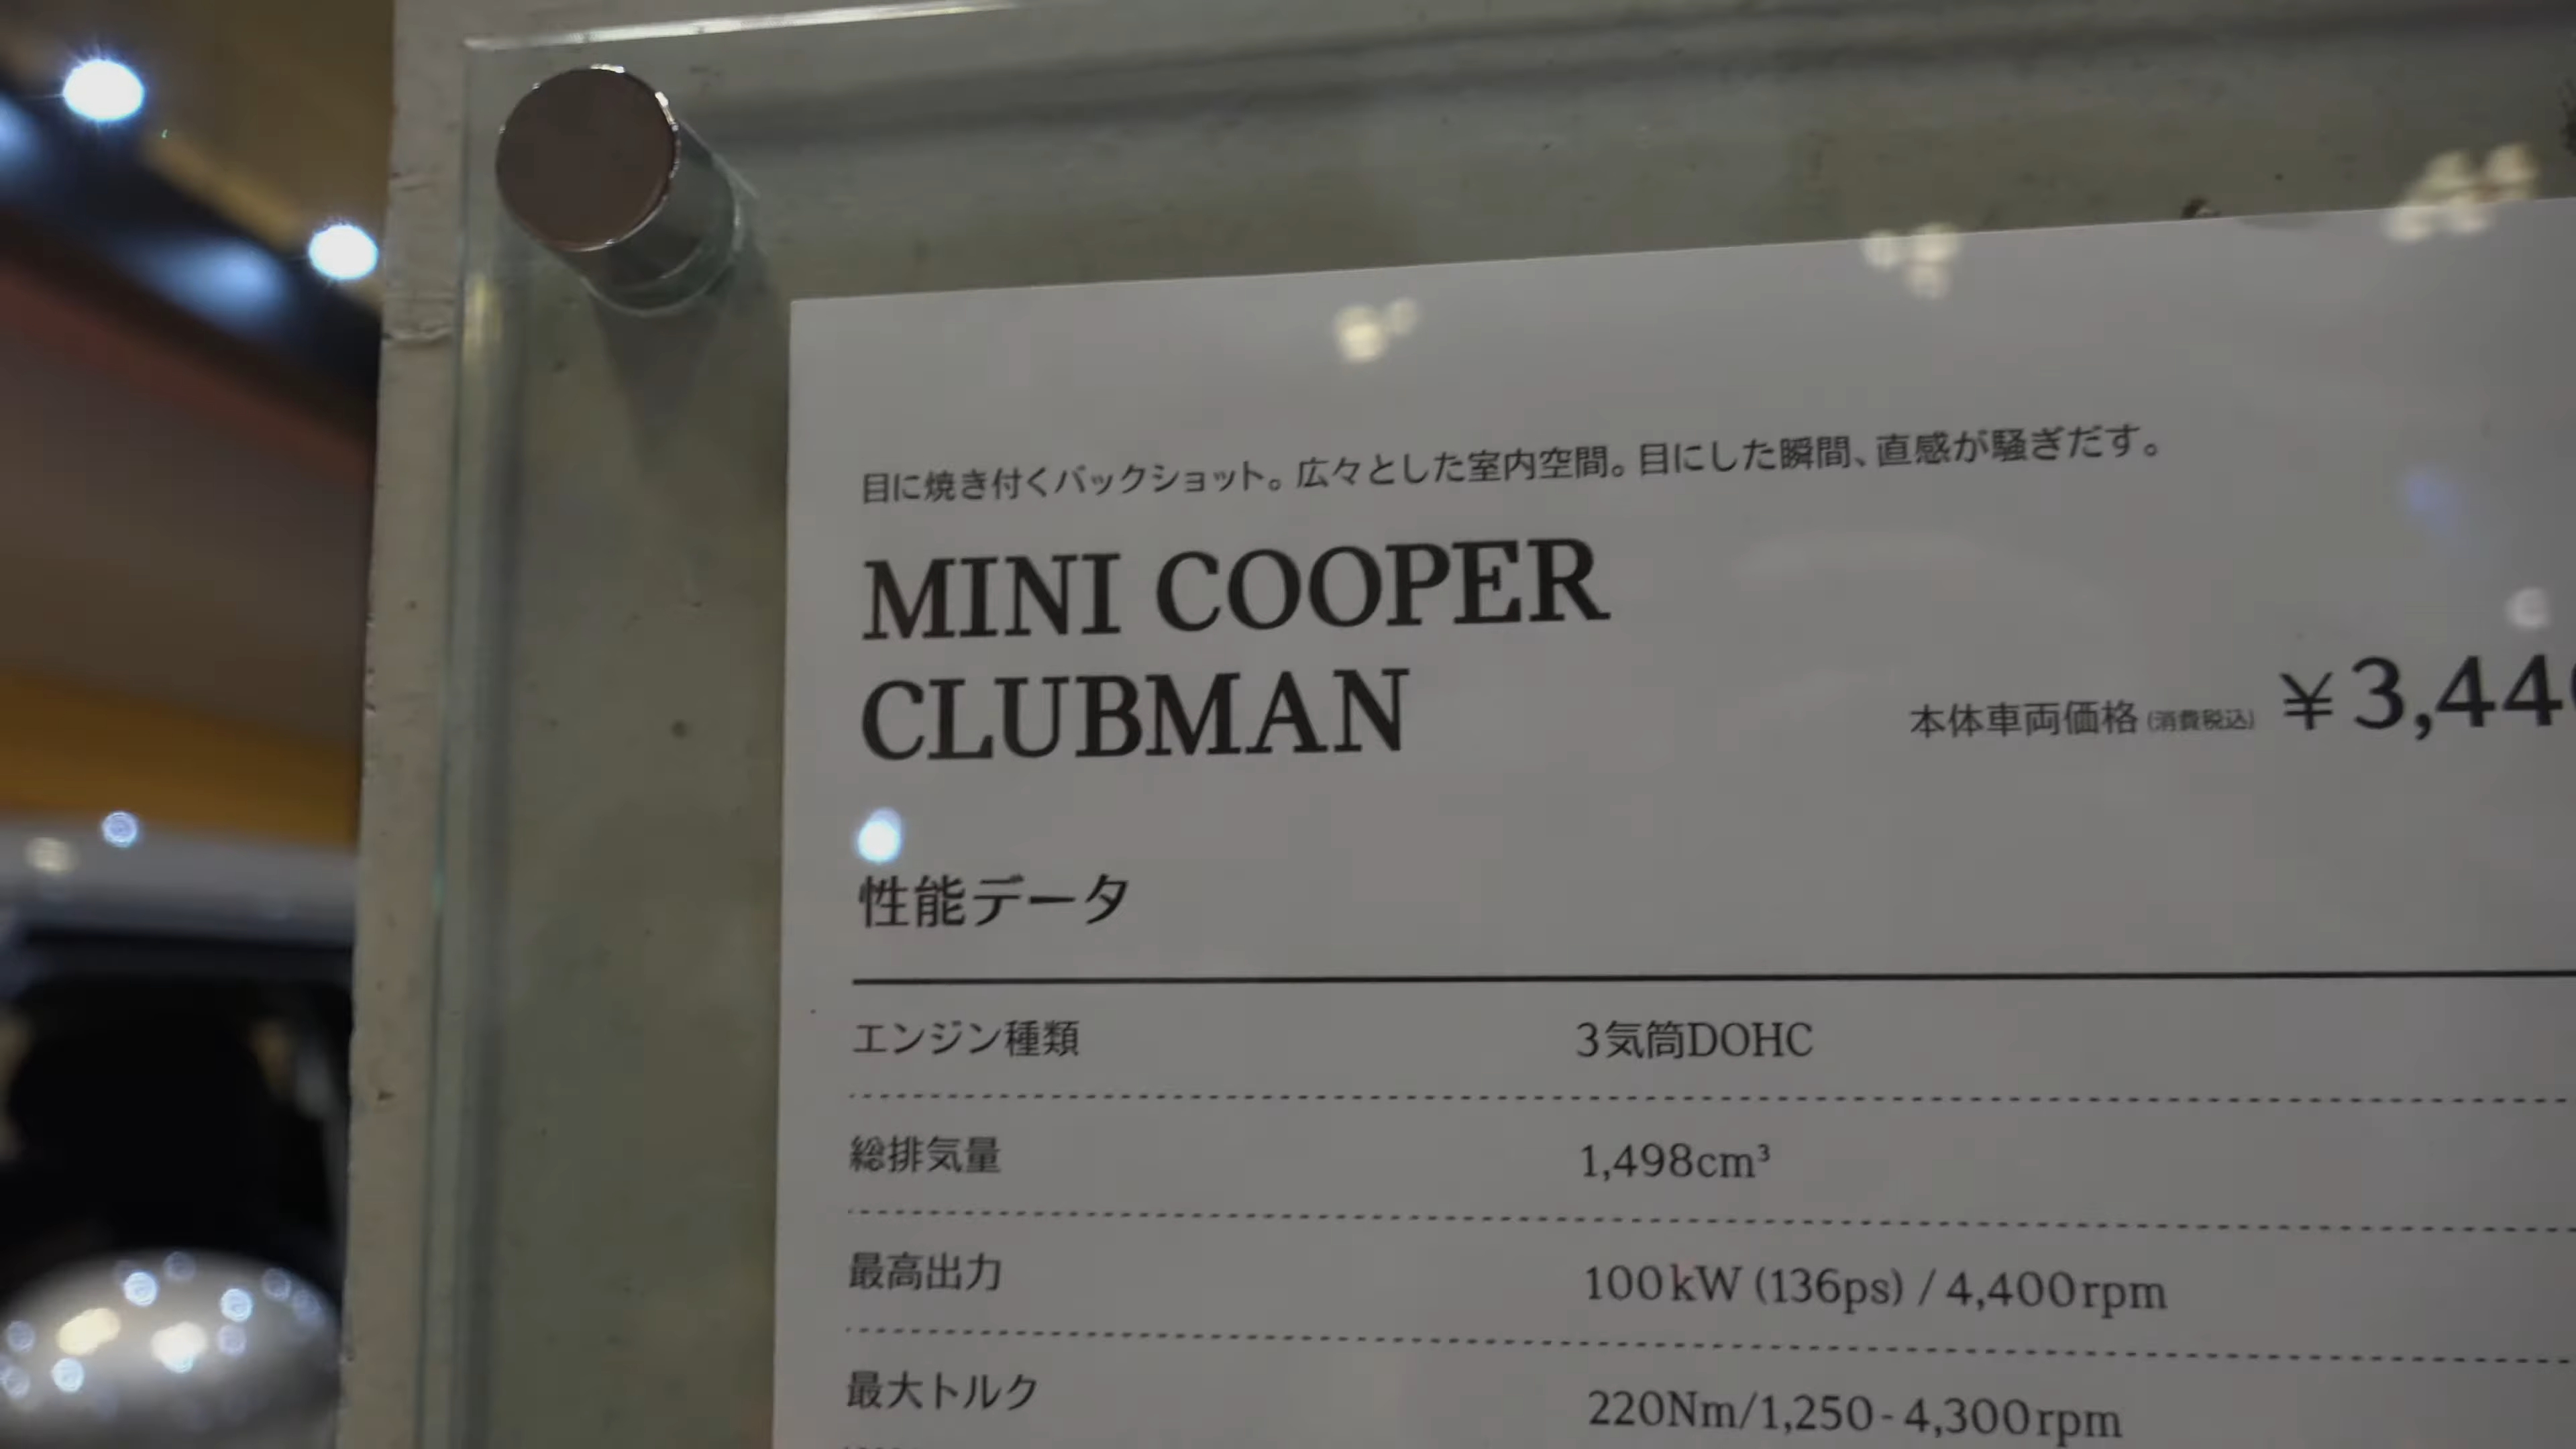 目に焼き付くバックショット。広々とした室内空間。目にした瞬間、直感が騒ぎだす。
MINI COOPER
CLUBMAN
本体車両価格(消費税込) ¥3,44
性能データ
エンジン種類 3気筒DOHC
総排気量 1,498cm³
最高出力 100kW (136ps) / 4,400rpm
最大トルク 220Nm/1,250-4,300rpm